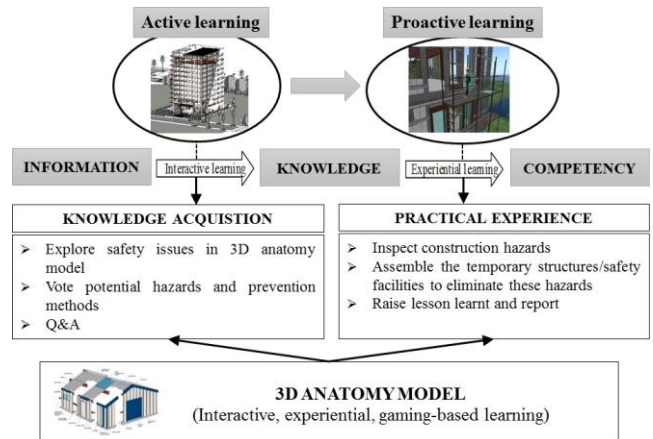 Active learning
Proactive learning
INFORMATION
Interactive learning
KNOWLEDGE
Experiential learning
COMPETENCY
KNOWLEDGE ACQUISTION
➢ Explore safety issues in 3D anatomy
model
➢ Vote potential hazards and prevention
methods
➢ Q&A
PRACTICAL EXPERIENCE
➢ Inspect construction hazards
➢ Assemble the temporary structures/safety
facilities to eliminate these hazards
➢ Raise lesson learnt and report
3D ANATOMY MODEL
(Interactive, experiential, gaming-based learning)